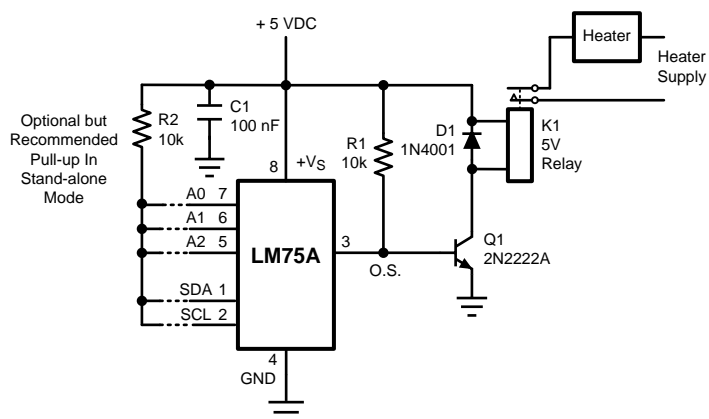 + 5 VDC
Heater
Heater
Supply
Optional but
Recommended
Pull-up In
Stand-alone
Mode
R2
10k
C1
100 nF
R1
10k
D1
1N4001
K1
5V
Relay
8
+VS
A0 7
A1 6
A2 5
SDA 1
SCL 2
LM75A
3
O.S.
Q1
2N2222A
4
GND